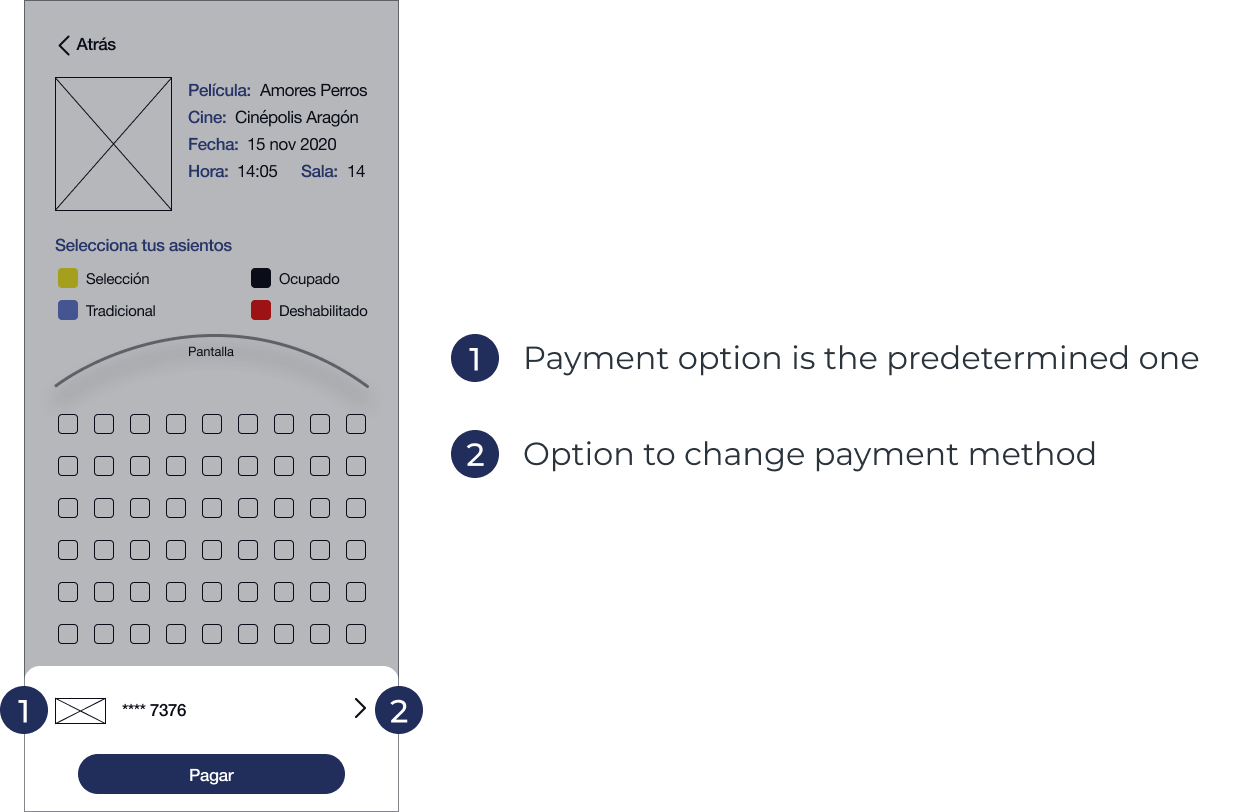 Atrás
Película: Amores Perros
Cine: Cinépolis Aragón
Fecha: 15 nov 2020
Hora: 14:05 Sala: 14
Selecciona tus asientos
Selección Ocupado
Tradicional Deshabilitado
Pantalla
1 Payment option is the predetermined one
2 Option to change payment method
1 **** 7376 2
Pagar